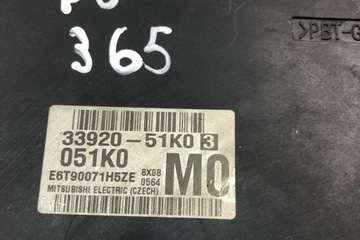 365
>PBT-G
33920-51K0 3
051K0
E6T90071H5ZE
8X08
0564
M0
MITSUBISHI ELECTRIC (CZECH)